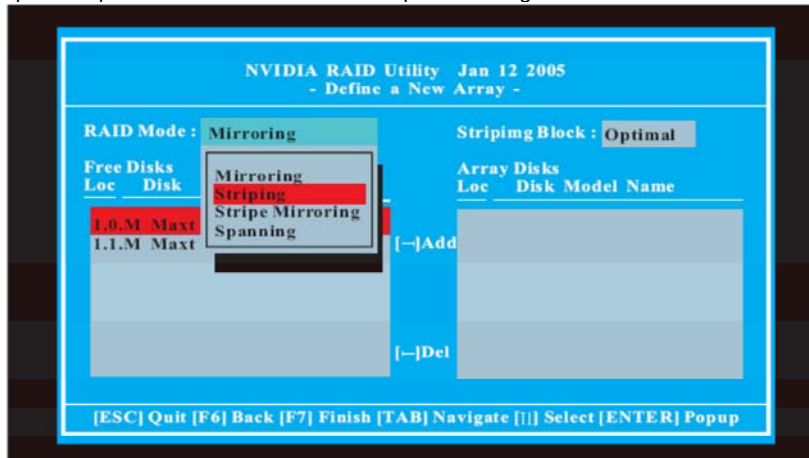 NVIDIA RAID Utility Jan 12 2005
- Define a New Array -
RAID Mode : Mirroring
Stripimg Block : Optimal
Free Disks
Loc Disk
Array Disks
Loc Disk Model Name
Mirroring
Striping
Stripe Mirroring
Spanning
1.0.M Maxt
1.1.M Maxt
[→]Add
[←]Del
[ESC] Quit [F6] Back [F7] Finish [TAB] Navigate [↑↓] Select [ENTER] Popup